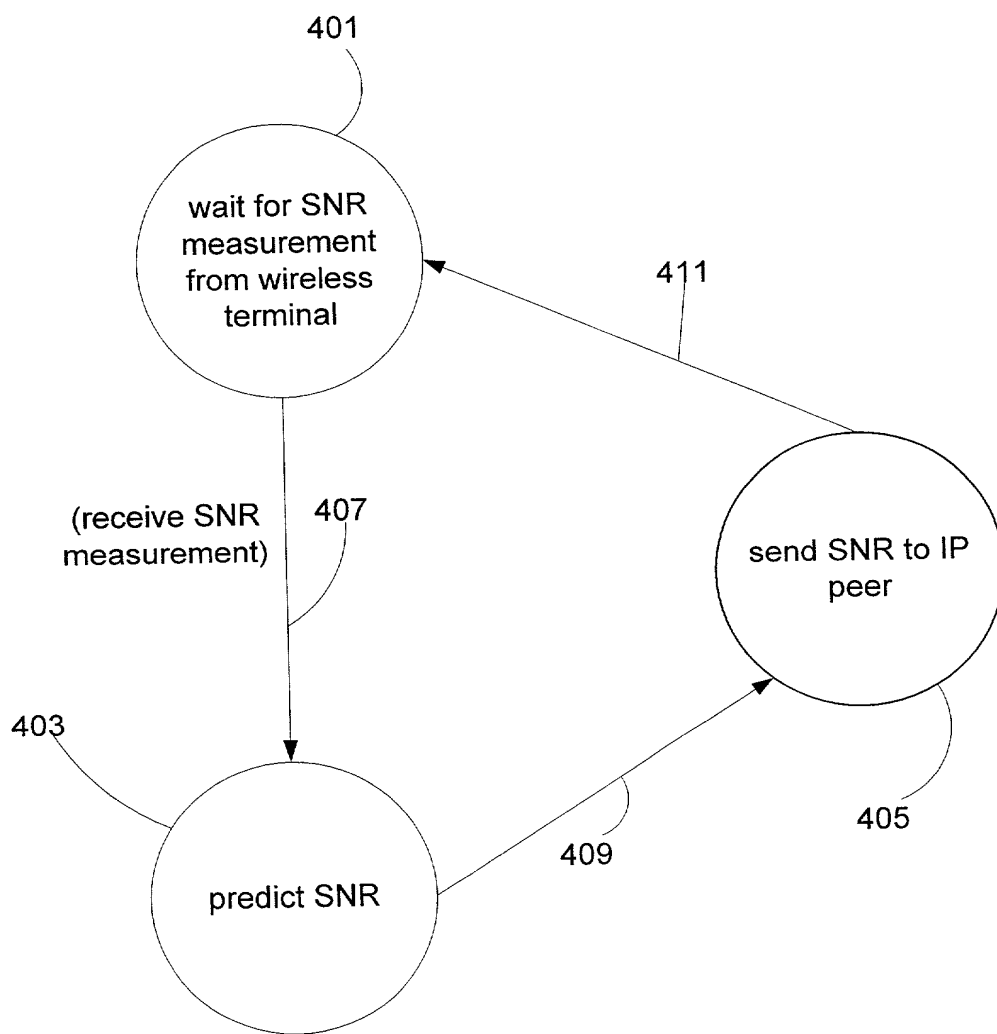 401
wait for SNR
measurement
from wireless
terminal
411
(receive SNR
measurement)
407
send SNR to IP
peer
403
405
409
predict SNR